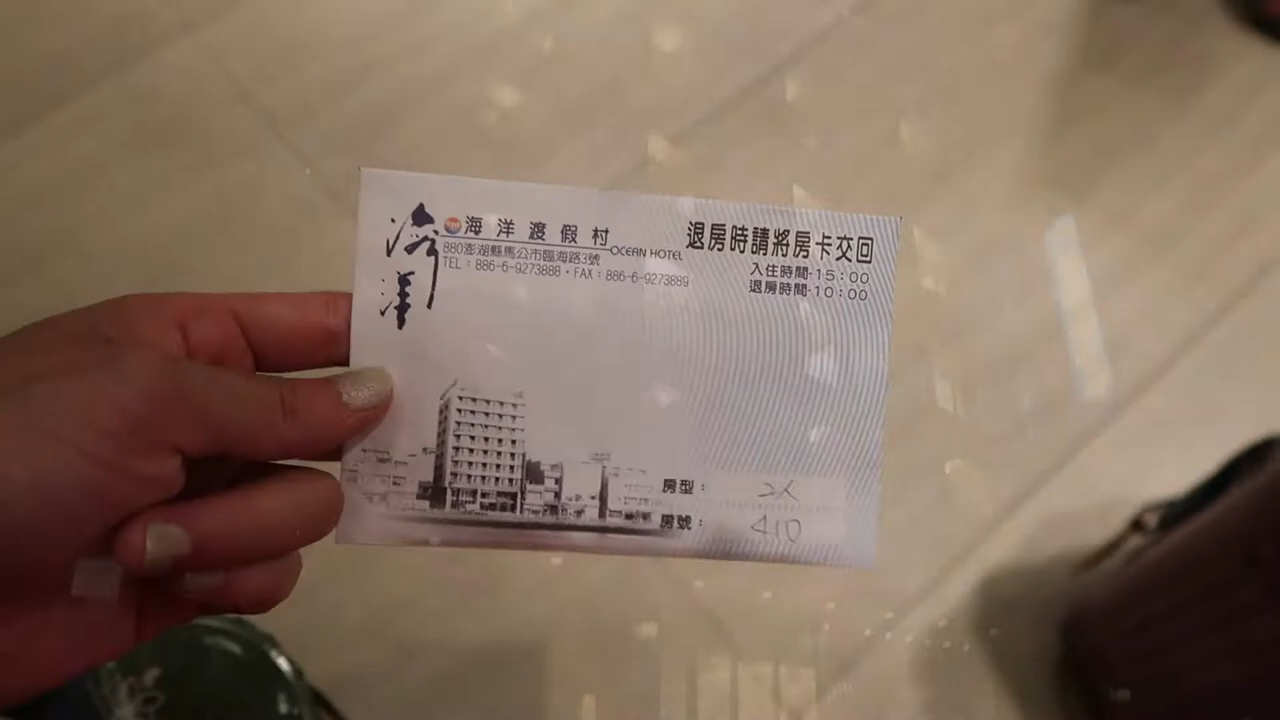 海洋
海洋渡假村
OCEAN HOTEL
880澎湖縣馬公市臨海路3號
TEL：886-6-9273888・FAX：886-6-9273889
退房時請將房卡交回
入住時間-15：00
退房時間-10：00
房型：2人
房號：410